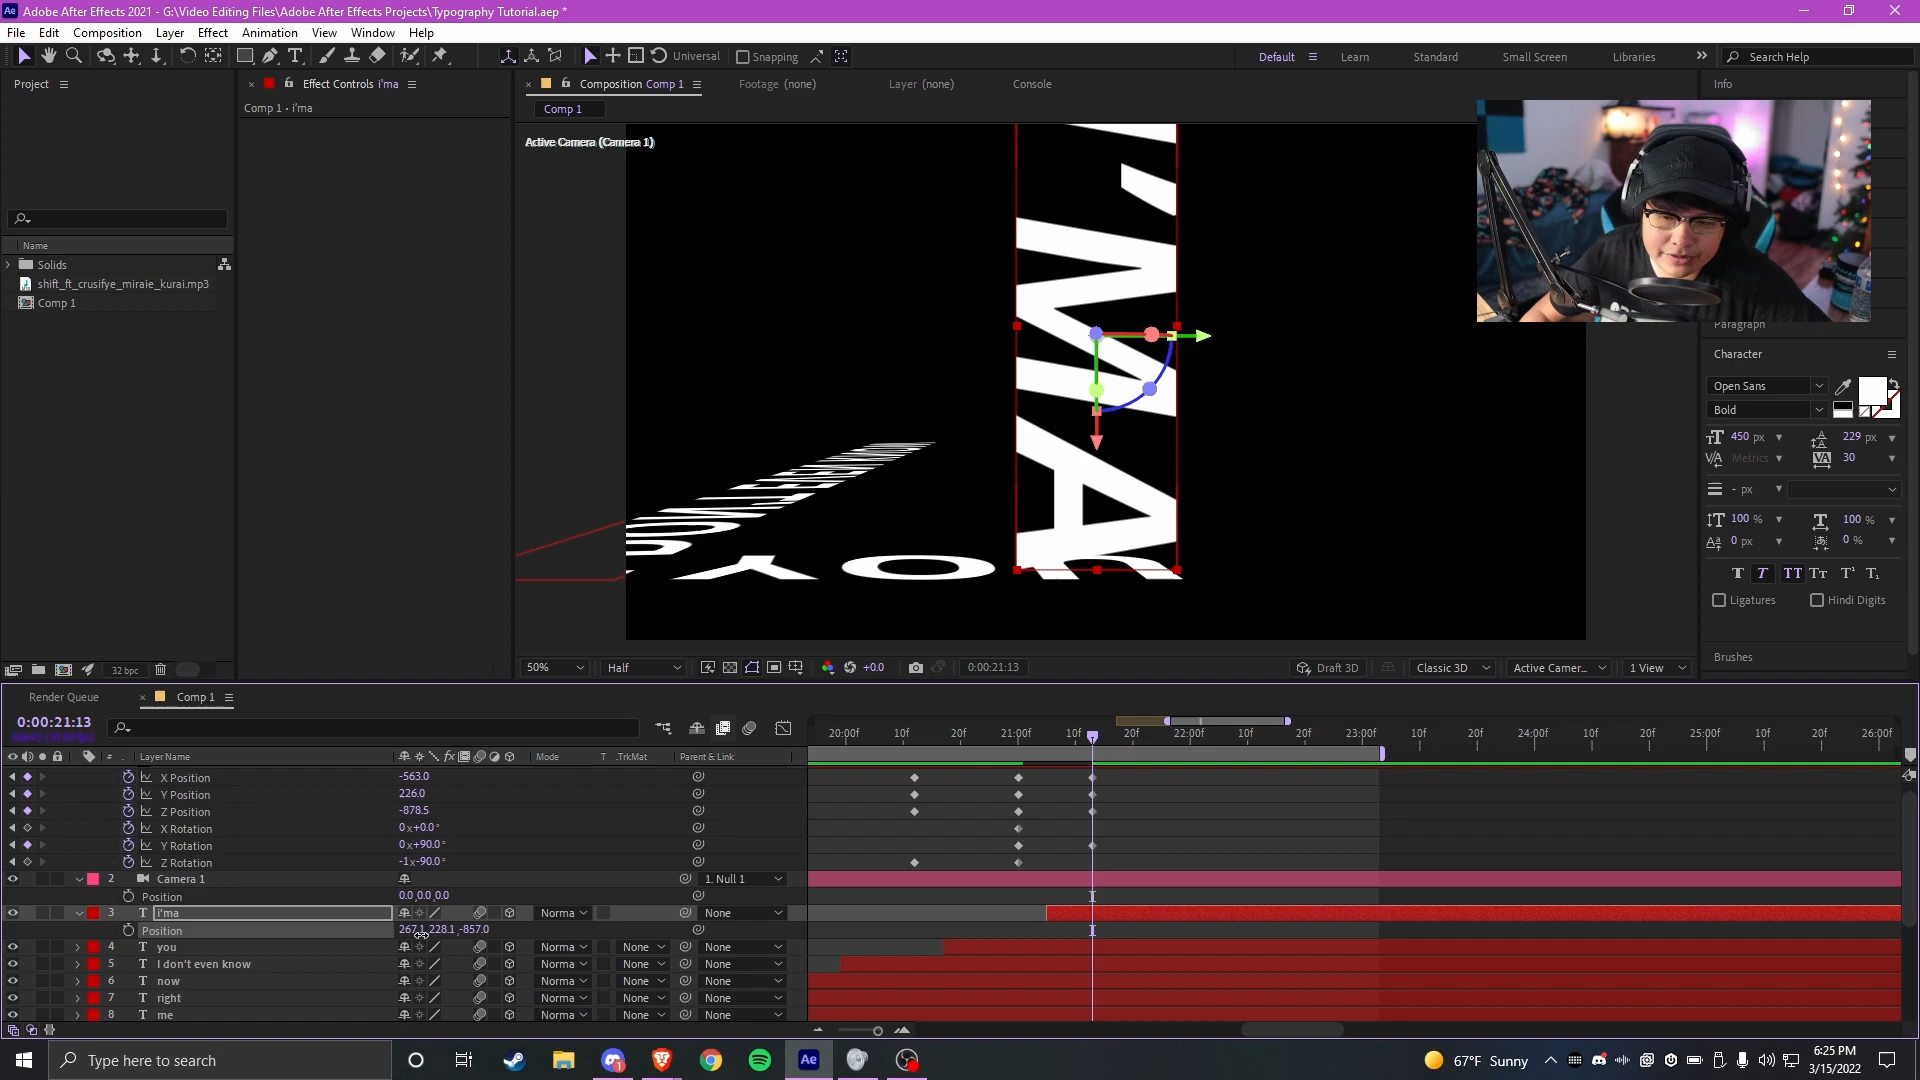 Adobe After Effects 2021 - G:\Video Editing Files\Adobe After Effects Projects\Typography Tutorial.aep *
File Edit Composition Layer Effect Animation View Window Help
Universal Snapping Default Learn Standard Small Screen Libraries Search Help
Project Effect Controls i'ma Composition Comp 1 Footage (none) Layer (none) Console Info
Comp 1 • i'ma Comp 1
Active Camera (Camera 1)
Name
Solids
shift_ft_crusifye_miraie_kurai.mp3
Comp 1
I'MA
YOU
Paragraph
Character
Open Sans
Bold
450 px 229 px
Metrics 30
- px
100 % 100 %
0 px 0 %
T T TT Tt T¹ T₁
Ligatures Hindi Digits
Brushes
32 bpc 50% Half +0.0 0:00:21:13 Draft 3D Classic 3D Active Camer... 1 View
Render Queue Comp 1
0:00:21:13
20:00f 10f 20f 21:00f 10f 20f 22:00f 10f 20f 23:00f 10f 20f 24:00f 10f 20f 25:00f 10f 20f 26:00f
# Layer Name fx Mode T .TrkMat Parent & Link
X Position -563.0
Y Position 226.0
Z Position -878.5
X Rotation 0x+0.0°
Y Rotation 0x+90.0°
Z Rotation -1x-90.0°
2 Camera 1 1. Null 1
Position 0.0,0.0,0.0
3 T i'ma Norma None
Position 267.1,228.1,-857.0
4 T you Norma None None
5 T I don't even know Norma None None
6 T now Norma None None
7 T right Norma None None
8 T me Norma None None
Type here to search Ae 67°F Sunny 6:25 PM
3/15/2022